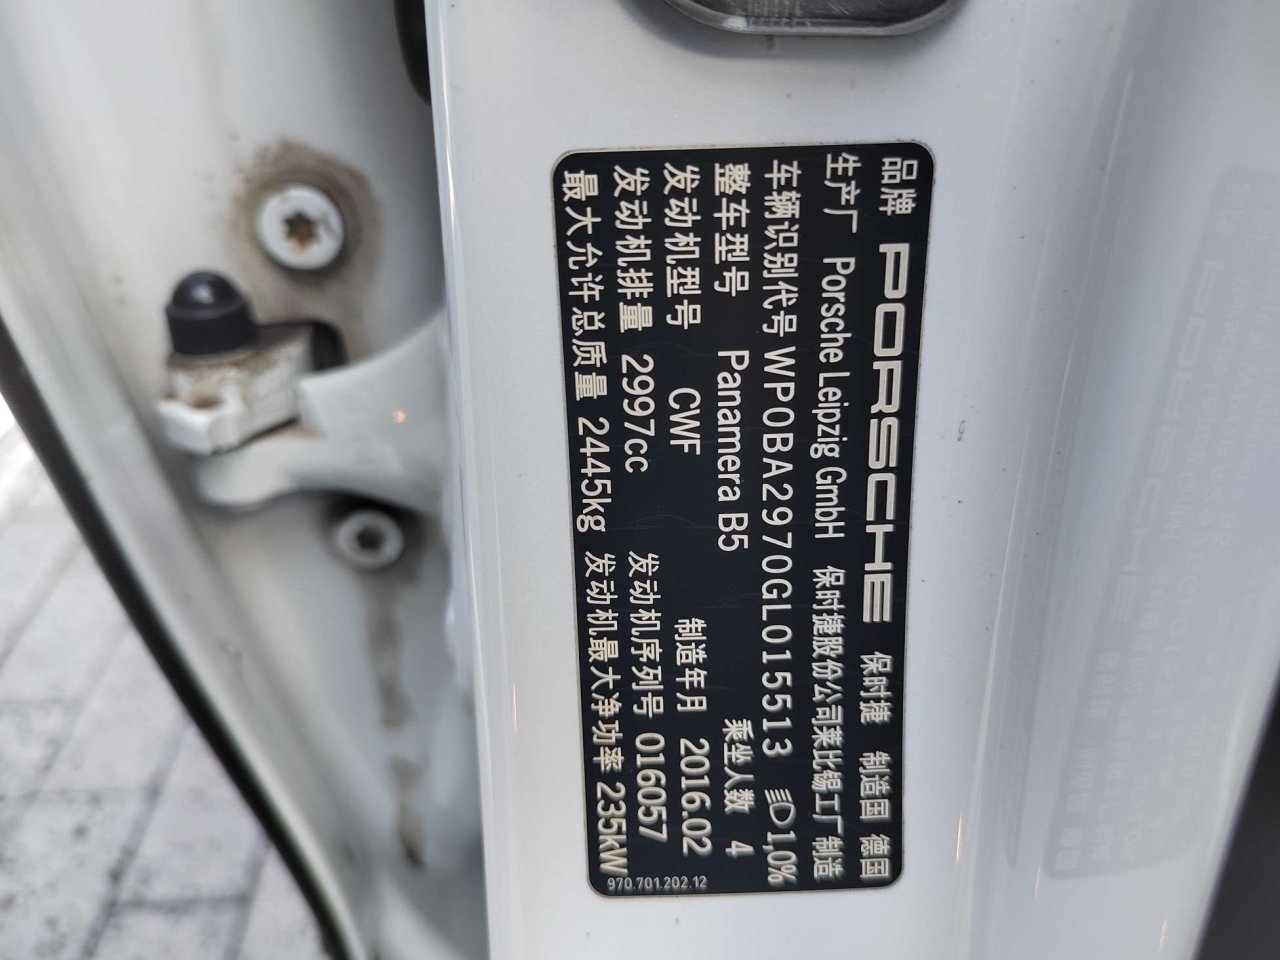 品牌 PORSCHE 保时捷 制造国 德国
生产厂 Porsche Leipzig GmbH 保时捷股份公司莱比锡工厂制造
车辆识别代号 WP0BA2970GL015513 1,0%
整车型号 Panamera B5 乘坐人数 4
发动机型号 CWF 制造年月 2016.02
发动机排量 2997cc 发动机序列号 016057
最大允许总质量 2445kg 发动机最大净功率 235kW
970.701.202.12